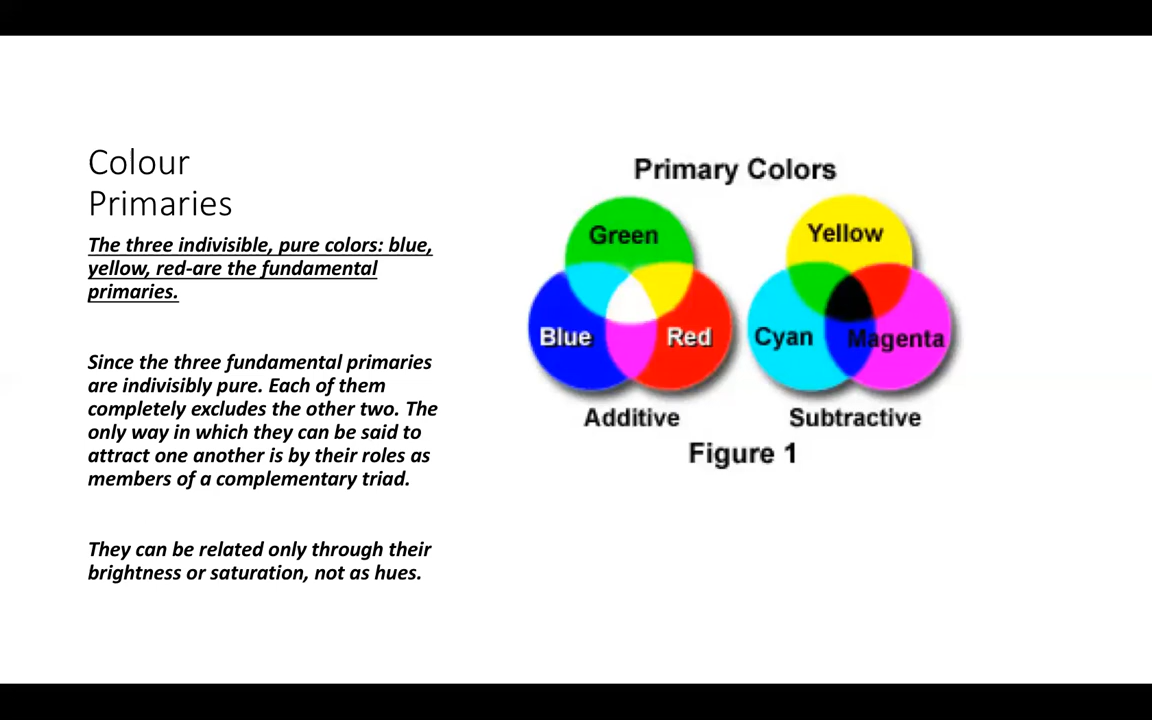 Colour
Primaries
The three indivisible, pure colors: blue,
yellow, red-are the fundamental
primaries.
Since the three fundamental primaries
are indivisibly pure. Each of them
completely excludes the other two. The
only way in which they can be said to
attract one another is by their roles as
members of a complementary triad.
They can be related only through their
brightness or saturation, not as hues.
Primary Colors
Green
Blue
Red
Additive
Yellow
Cyan
Magenta
Subtractive
Figure 1